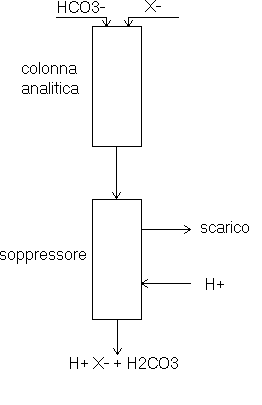 HCO3- X-
colonna
analitica
scarico
soppressore
H+
H+ X- + H2CO3